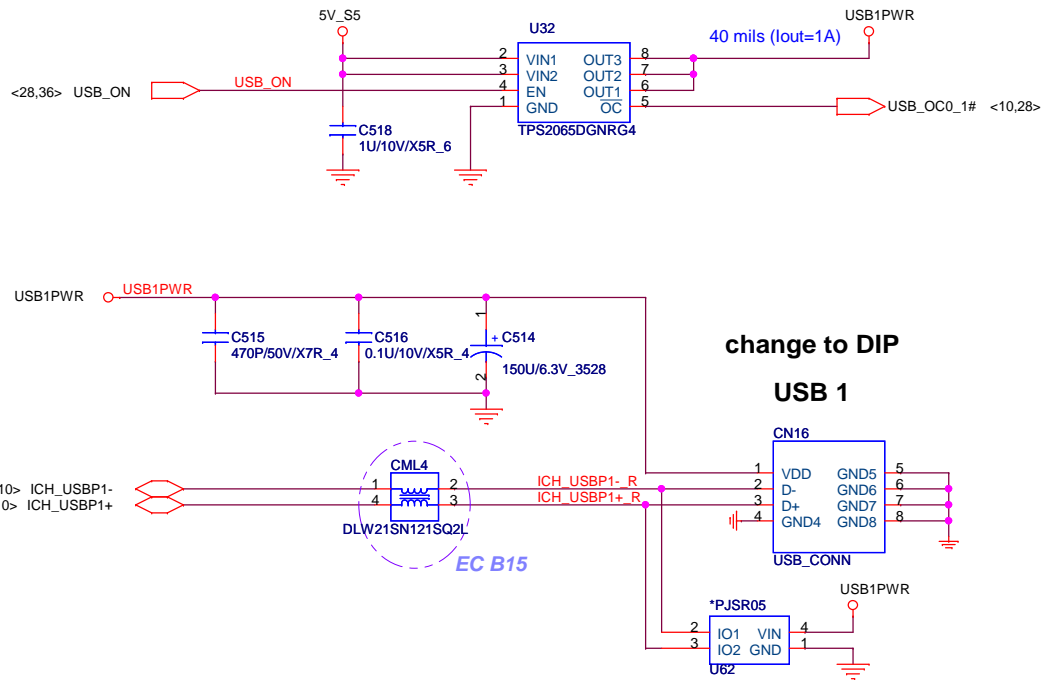 5V_S5
U32
USB1PWR
40 mils (Iout=1A)
2 VIN1 OUT3 8
3 VIN2 OUT2 7
<28,36> USB_ON USB_ON 4 EN OUT1 6
1 GND OC 5 USB_OC0_1# <10,28>
TPS2065DGNRG4
C518
1U/10V/X5R_6
USB1PWR USB1PWR
C515
470P/50V/X7R_4
C516
0.1U/10V/X5R_4
1
+ C514
2
150U/6.3V_3528
change to DIP
USB 1
CN16
CML4
1 VDD GND5 5
10> ICH_USBP1- 1 2 ICH_USBP1-_R 2 D- GND6 6
0> ICH_USBP1+ 4 3 ICH_USBP1+_R 3 D+ GND7 7
4 GND4 GND8 8
DLW21SN121SQ2L
EC B15
USB_CONN
USB1PWR
*PJSR05
2 IO1 VIN 4
3 IO2 GND 1
U62